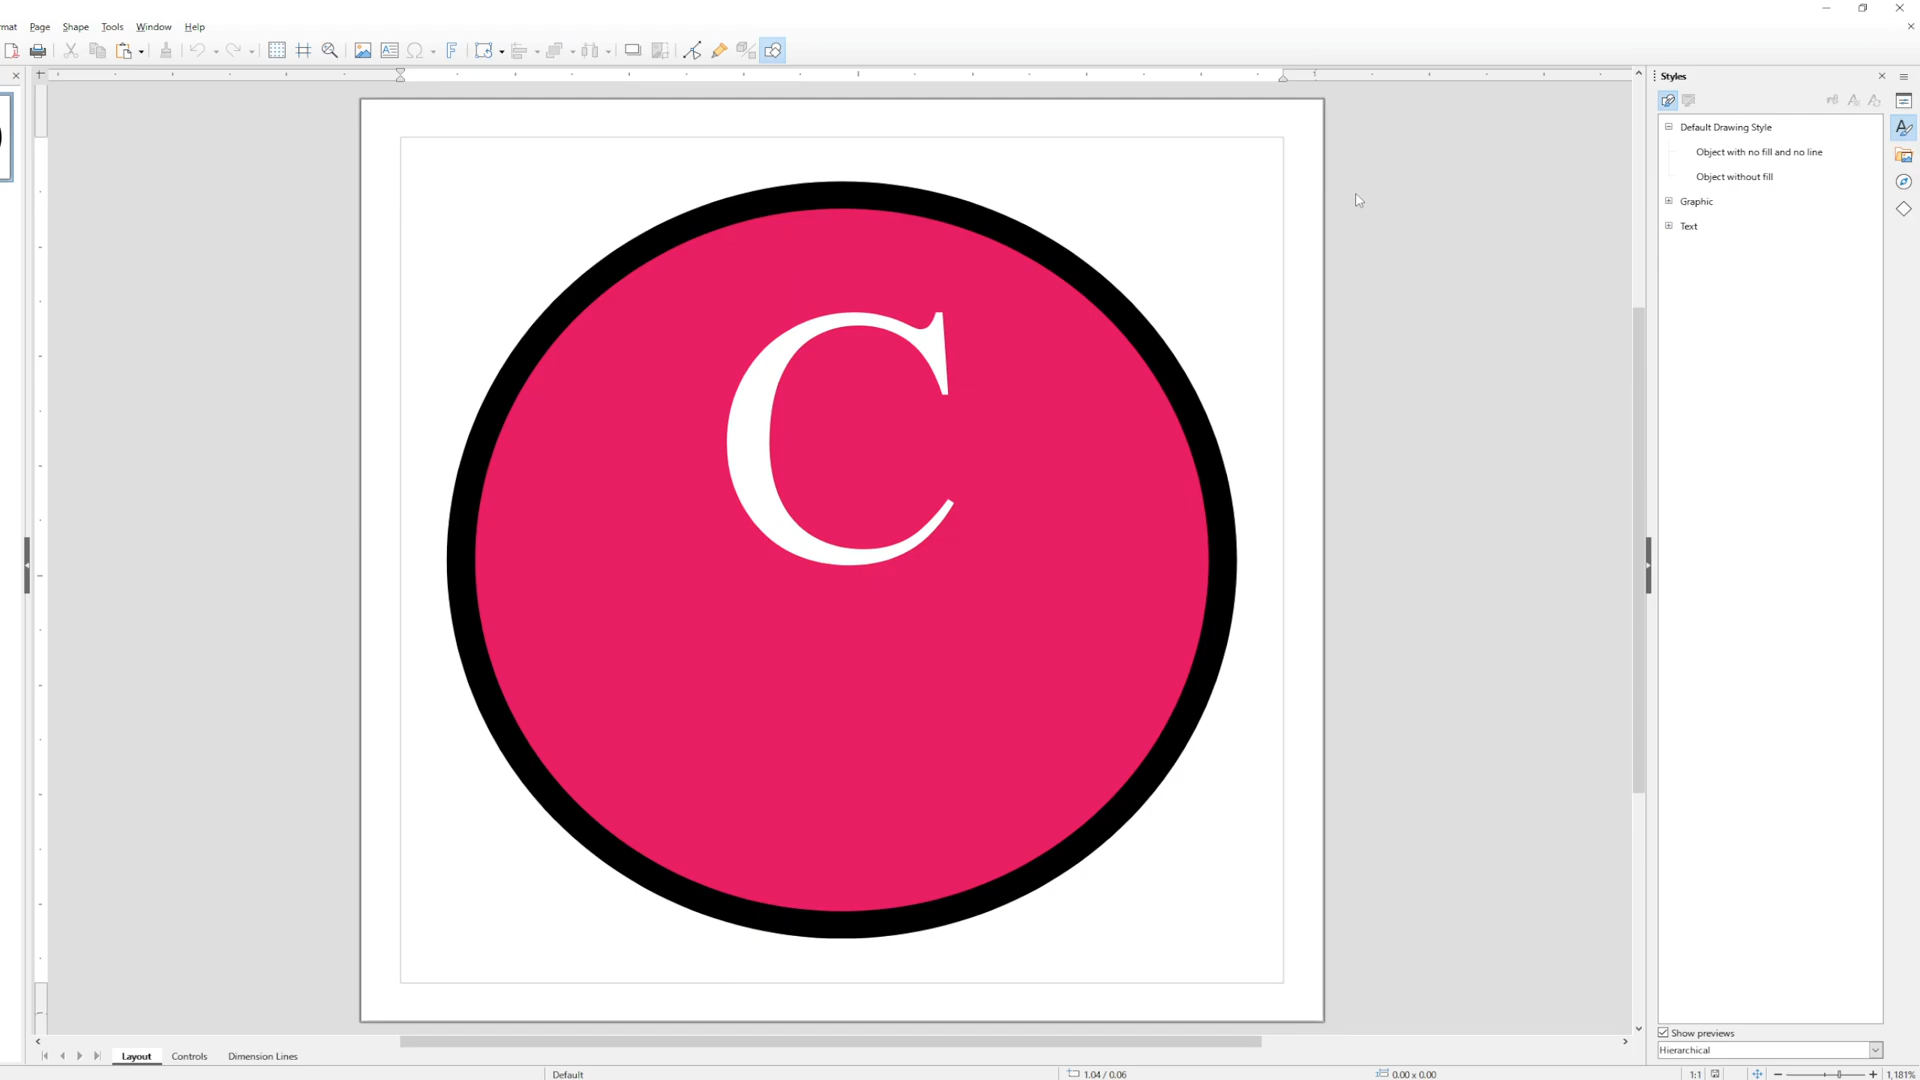 mat Page Shape Tools Window Help
Styles
Default Drawing Style
Object with no fill and no line
Object without fill
Graphic
Text
C
Show previews
Hierarchical
Layout Controls Dimension Lines
Default 1.04 / 0.06 0.00 x 0.00 1:1 1,181%